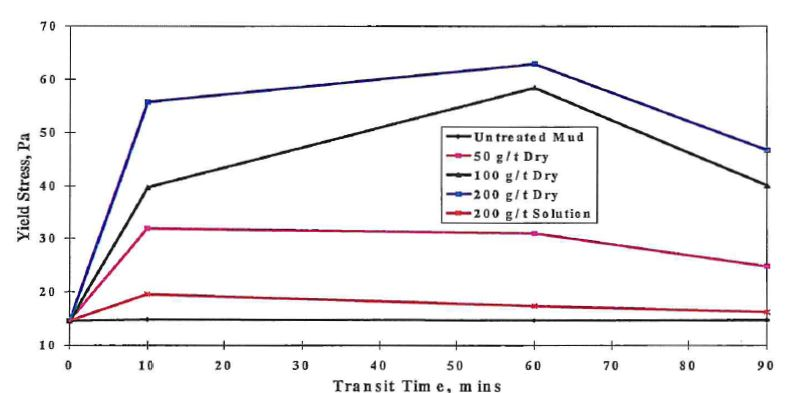 70
60
50
40
30
20
10
Yield Stress, Pa
Untreated Mud
50 g/t Dry
100 g/t Dry
200 g/t Dry
200 g/t Solution
0 10 20 30 40 50 60 70 80 90
Transit Time, mins